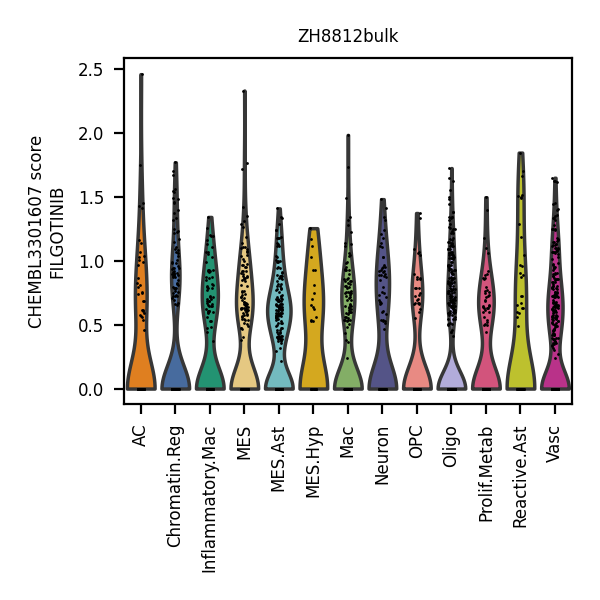 ZH8812bulk
CHEMBL3301607 score
FILGOTINIB
2.5
2.0
1.5
1.0
0.5
0.0
AC
Chromatin.Reg
Inflammatory.Mac
MES
MES.Ast
MES.Hyp
Mac
Neuron
OPC
Oligo
Prolif.Metab
Reactive.Ast
Vasc